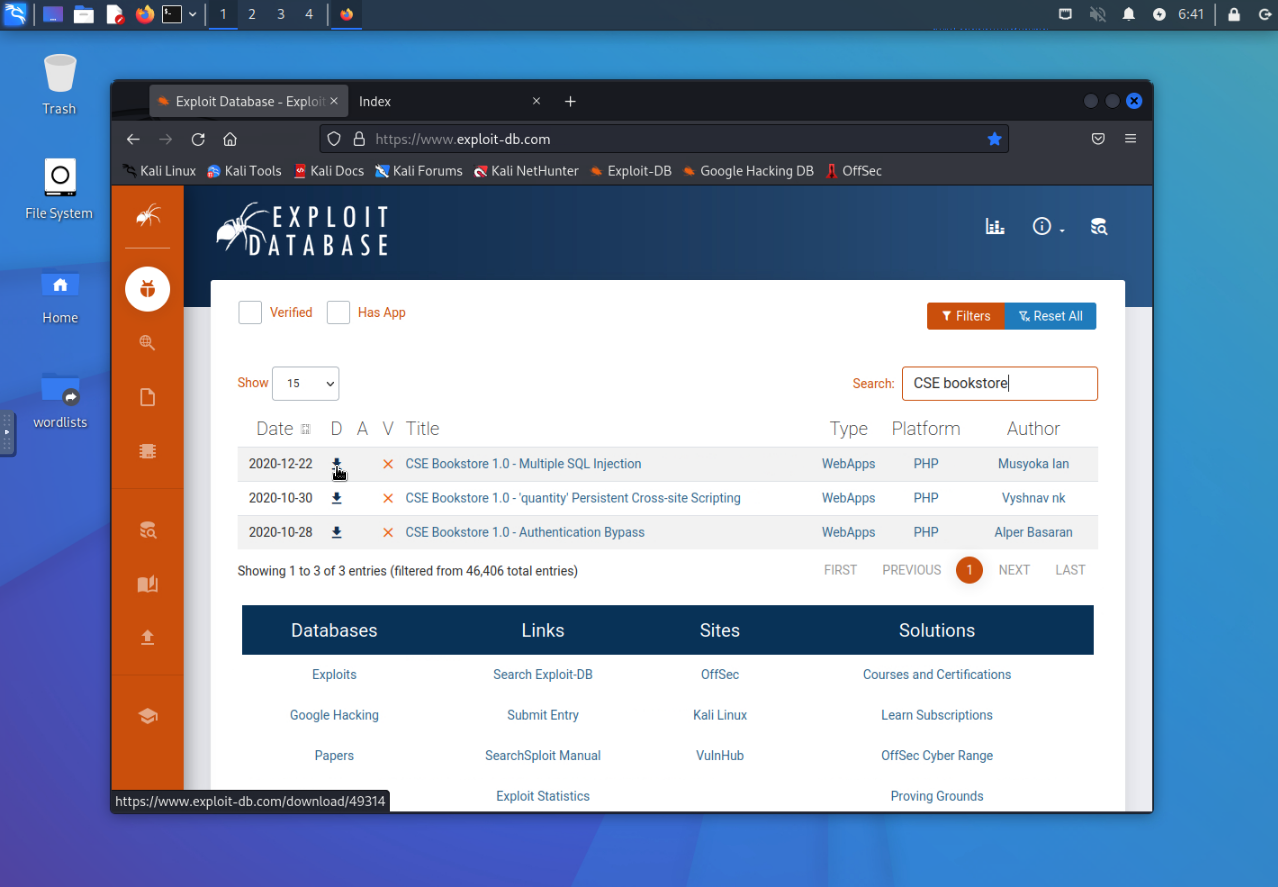 1 2 3 4 6:41
Trash
File System
Home
wordlists
Exploit Database - Exploit
Index
https://www.exploit-db.com
Kali Linux Kali Tools Kali Docs Kali Forums Kali NetHunter Exploit-DB Google Hacking DB OffSec
EXPLOIT
DATABASE
Verified Has App Filters Reset All
Show 15 Search: CSE bookstore
Date D A V Title Type Platform Author
2020-12-22 CSE Bookstore 1.0 - Multiple SQL Injection WebApps PHP Musyoka Ian
2020-10-30 CSE Bookstore 1.0 - 'quantity' Persistent Cross-site Scripting WebApps PHP Vyshnav nk
2020-10-28 CSE Bookstore 1.0 - Authentication Bypass WebApps PHP Alper Basaran
Showing 1 to 3 of 3 entries (filtered from 46,406 total entries) FIRST PREVIOUS 1 NEXT LAST
Databases Links Sites Solutions
Exploits Search Exploit-DB OffSec Courses and Certifications
Google Hacking Submit Entry Kali Linux Learn Subscriptions
Papers SearchSploit Manual VulnHub OffSec Cyber Range
Exploit Statistics Proving Grounds
https://www.exploit-db.com/download/49314